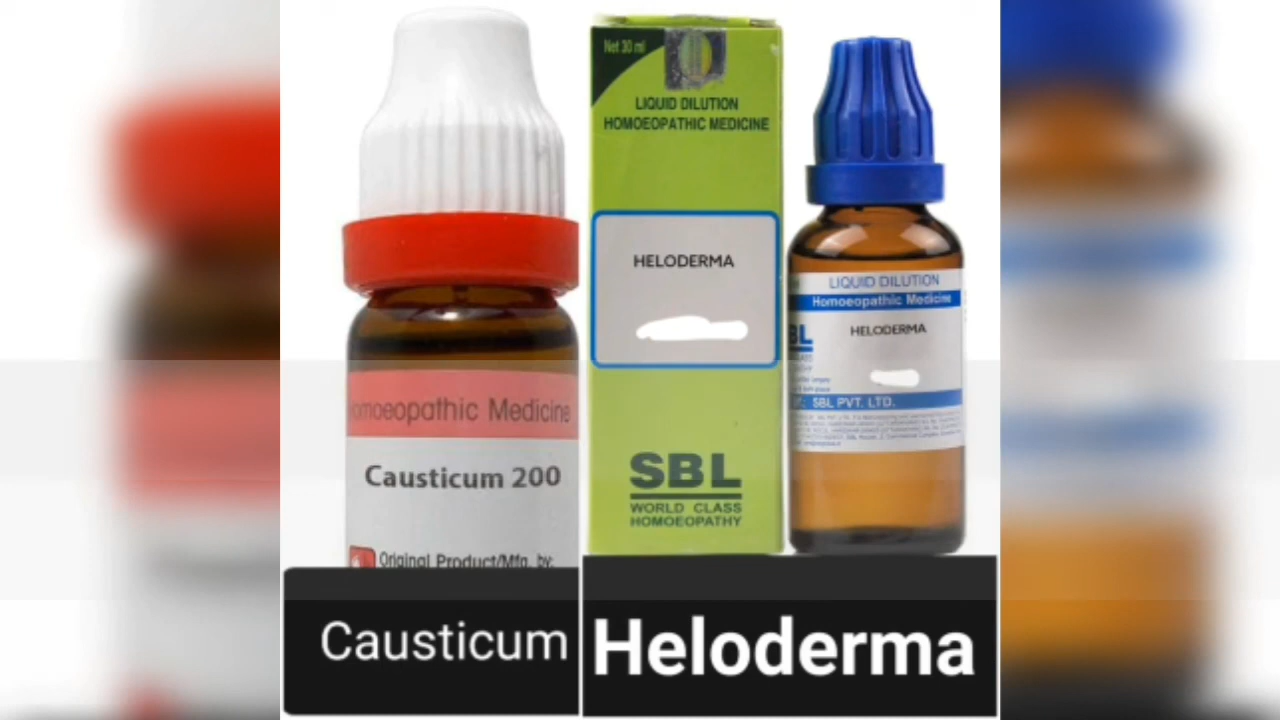 omoeopathic Medicine
Causticum 200
Original Product/Mfg. by:
Causticum
Net 30 ml
LIQUID DILUTION
HOMOEOPATHIC MEDICINE
HELODERMA
SBL
WORLD CLASS
HOMOEOPATHY
LIQUID DILUTION
Homoeopathic Medicine
BL
HELODERMA
SBL PVT. LTD.
Heloderma